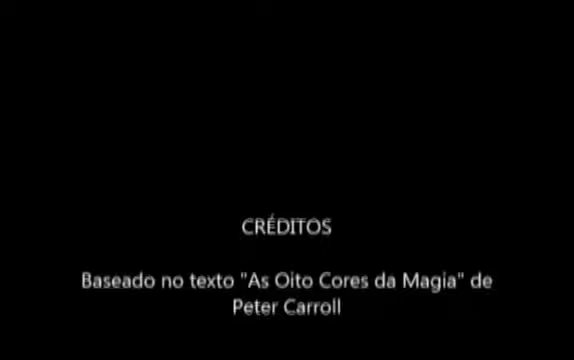 CRÉDITOS
Baseado no texto "As Oito Cores da Magia" de
Peter Carroll